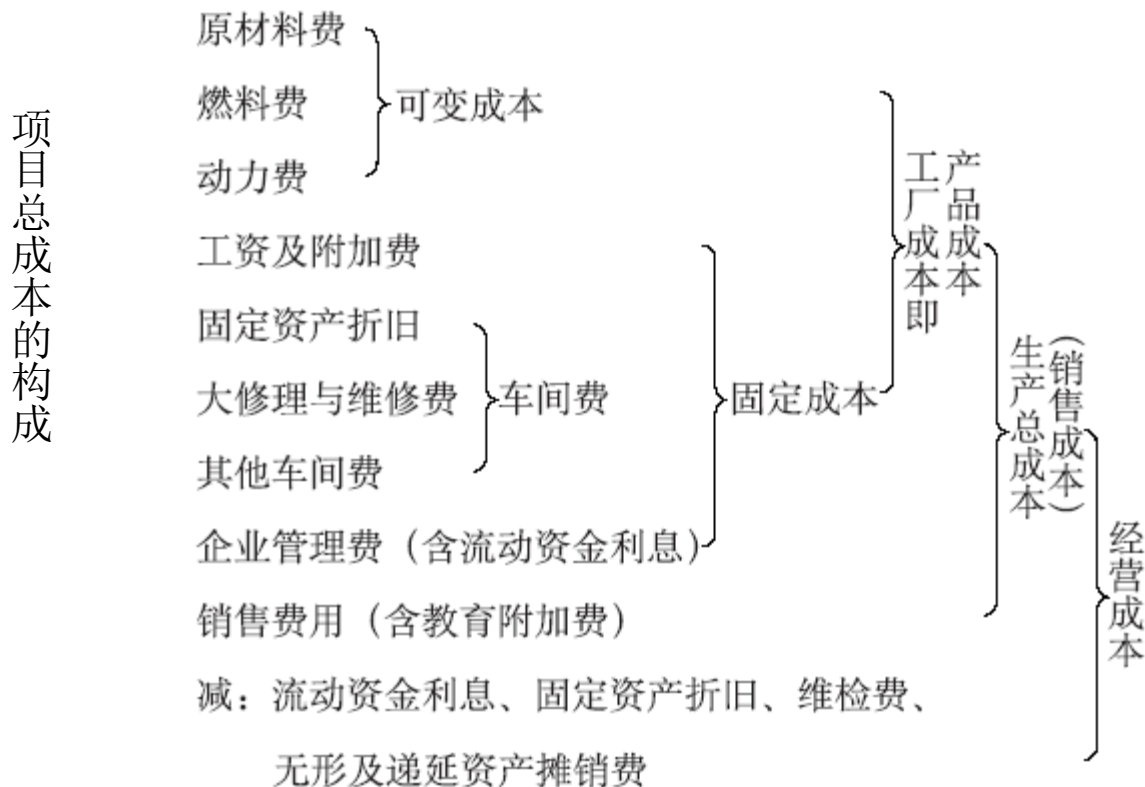 项目总成本的构成
原材料费
燃料费
动力费
可变成本
工资及附加费
固定资产折旧
大修理与维修费
其他车间费
车间费
企业管理费（含流动资金利息）
固定成本
工厂成本即
产品成本
销售费用（含教育附加费）
生产总成本
（销售成本）
减：流动资金利息、固定资产折旧、维检费、
无形及递延资产摊销费
经营成本